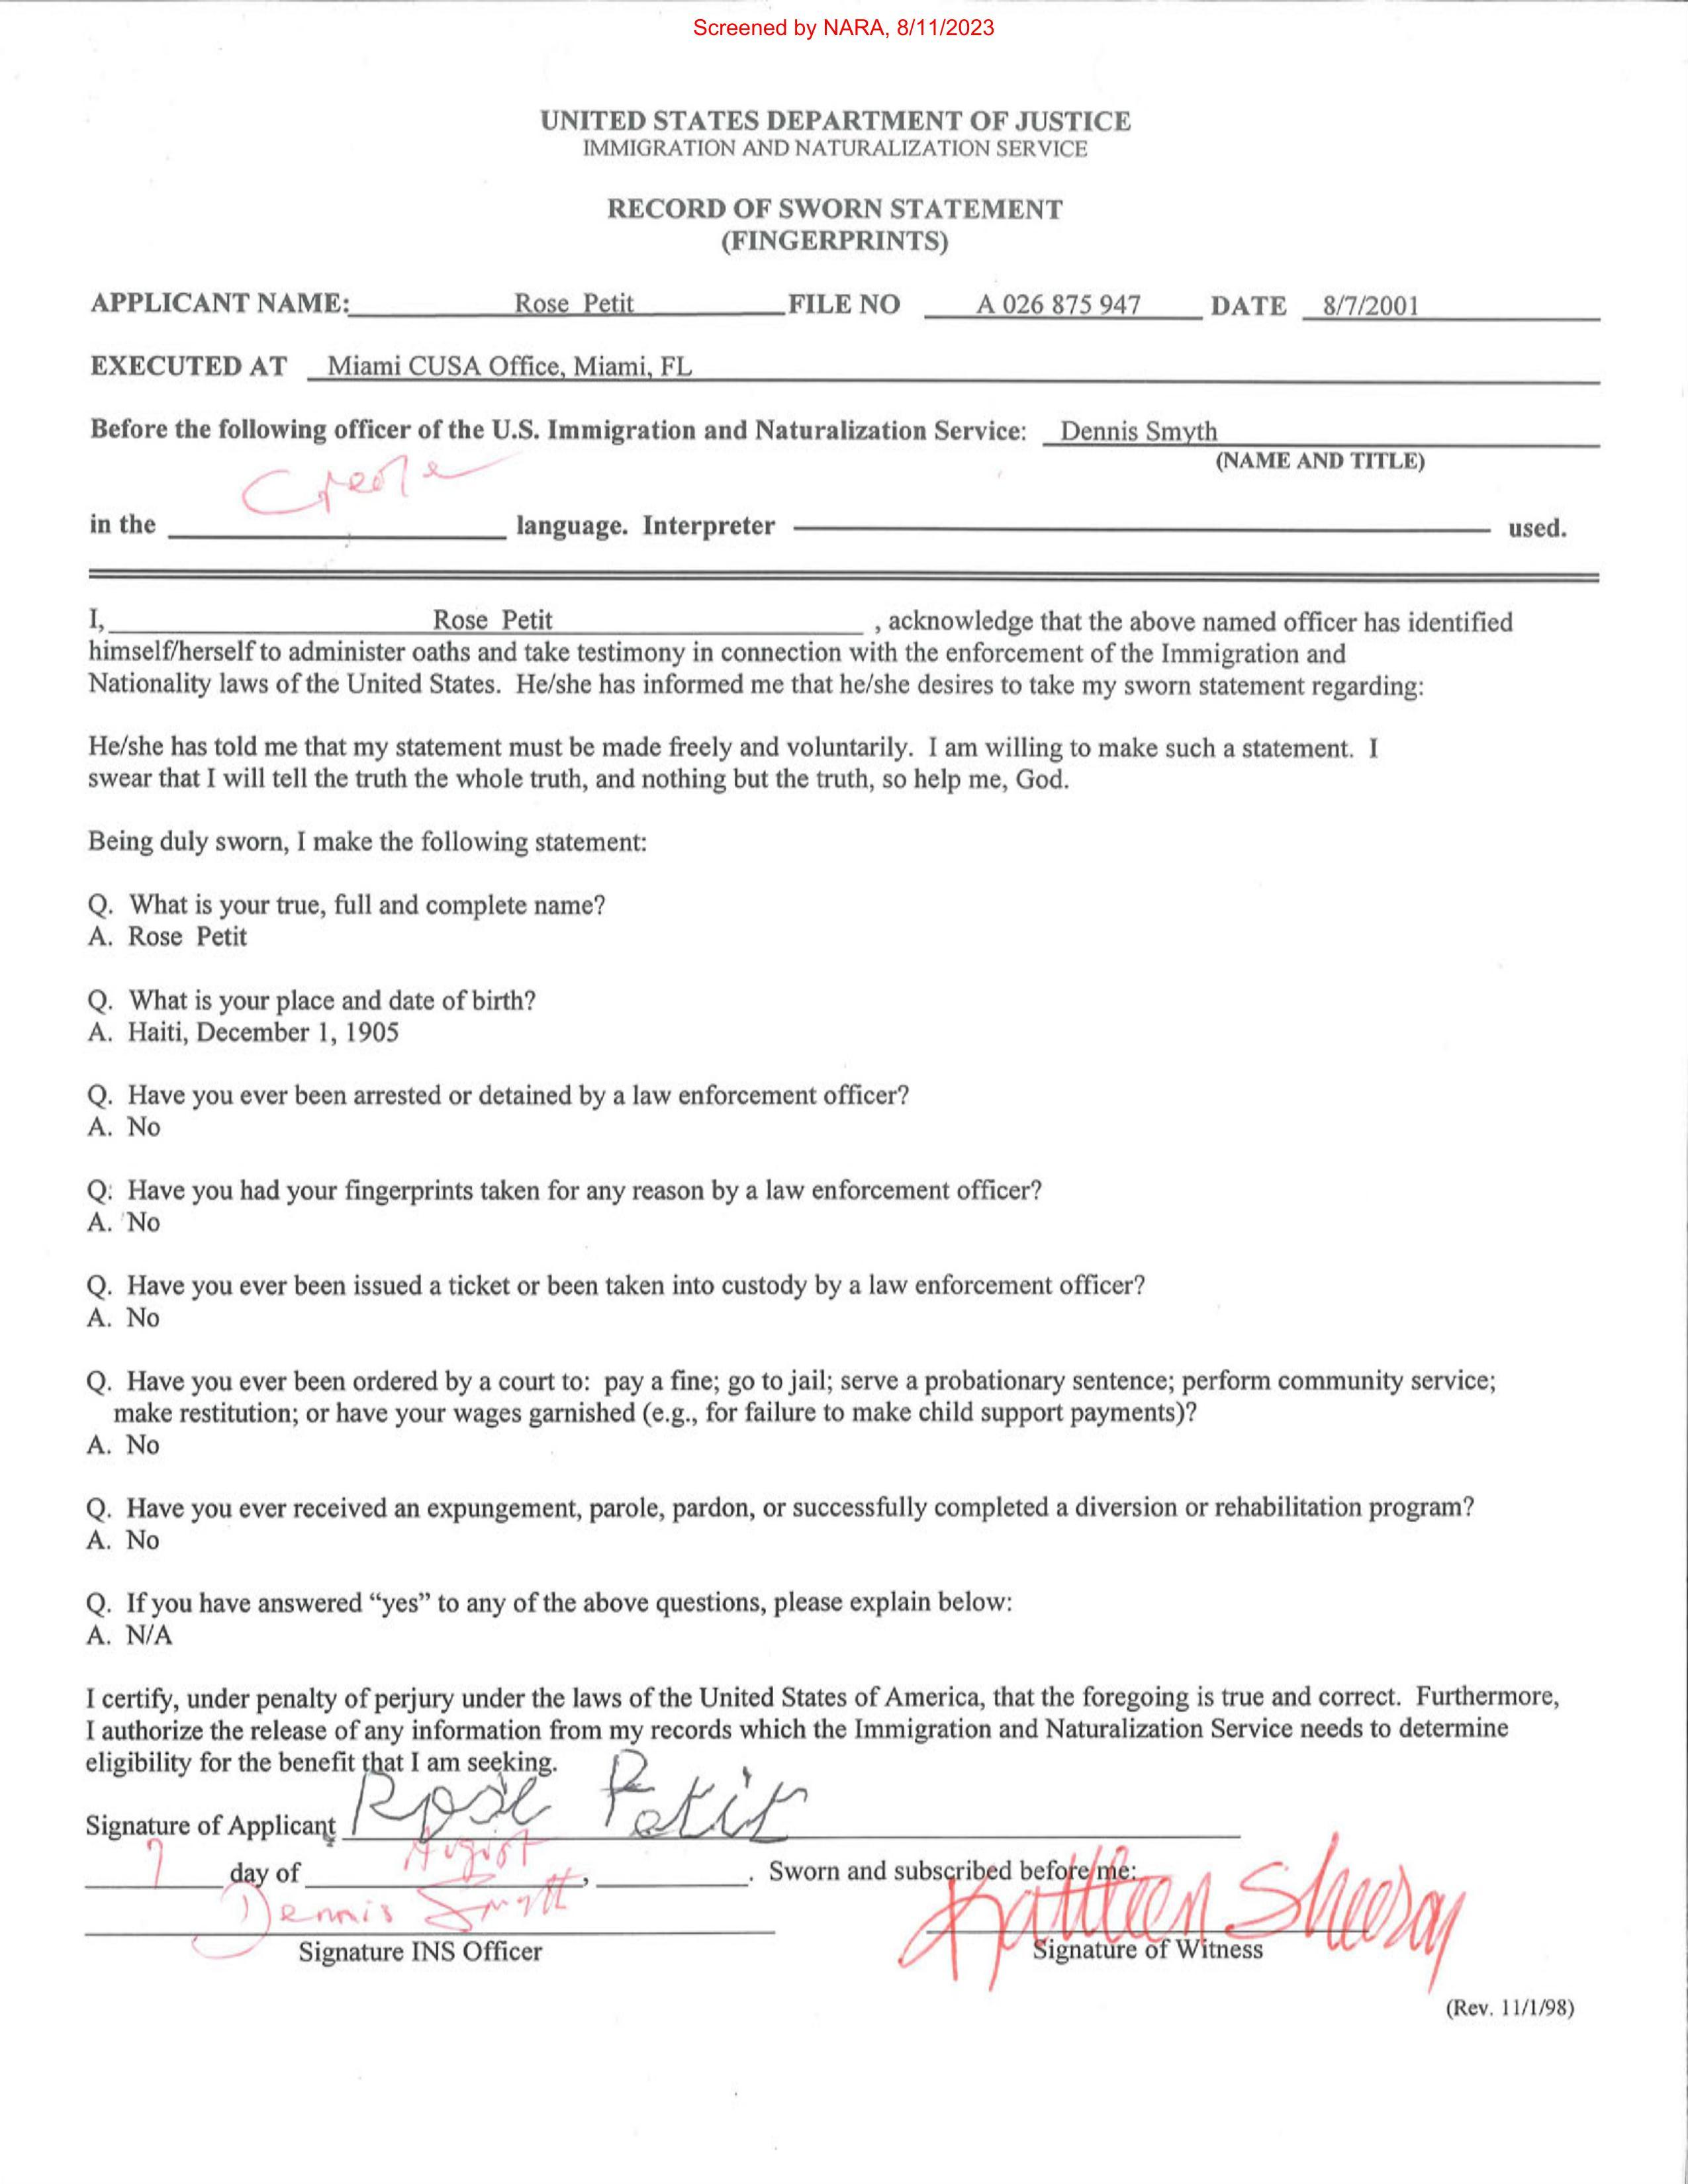 Screened by NARA, 8/11/2023
UNITED STATES DEPARTMENT OF JUSTICE
IMMIGRATION AND NATURALIZATION SERVICE
RECORD OF SWORN STATEMENT
(FINGERPRINTS)
APPLICANT NAME: Rose Petit FILE NO A 026 875 947 DATE 8/7/2001
EXECUTED AT Miami CUSA Office, Miami, FL
Before the following officer of the U.S. Immigration and Naturalization Service: Dennis Smyth
(NAME AND TITLE)
in the Creole language. Interpreter used.
I, Rose Petit , acknowledge that the above named officer has identified
himself/herself to administer oaths and take testimony in connection with the enforcement of the Immigration and
Nationality laws of the United States. He/she has informed me that he/she desires to take my sworn statement regarding:
He/she has told me that my statement must be made freely and voluntarily. I am willing to make such a statement. I
swear that I will tell the truth the whole truth, and nothing but the truth, so help me, God.
Being duly sworn, I make the following statement:
Q. What is your true, full and complete name?
A. Rose Petit
Q. What is your place and date of birth?
A. Haiti, December 1, 1905
Q. Have you ever been arrested or detained by a law enforcement officer?
A. No
Q. Have you had your fingerprints taken for any reason by a law enforcement officer?
A. No
Q. Have you ever been issued a ticket or been taken into custody by a law enforcement officer?
A. No
Q. Have you ever been ordered by a court to: pay a fine; go to jail; serve a probationary sentence; perform community service;
make restitution; or have your wages garnished (e.g., for failure to make child support payments)?
A. No
Q. Have you ever received an expungement, parole, pardon, or successfully completed a diversion or rehabilitation program?
A. No
Q. If you have answered “yes” to any of the above questions, please explain below:
A. N/A
I certify, under penalty of perjury under the laws of the United States of America, that the foregoing is true and correct. Furthermore,
I authorize the release of any information from my records which the Immigration and Naturalization Service needs to determine
eligibility for the benefit that I am seeking.
Signature of Applicant Rose Petit
7 day of August , . Sworn and subscribed before me:
Dennis Smyth Kathleen
Signature INS Officer Signature of Witness
(Rev. 11/1/98)